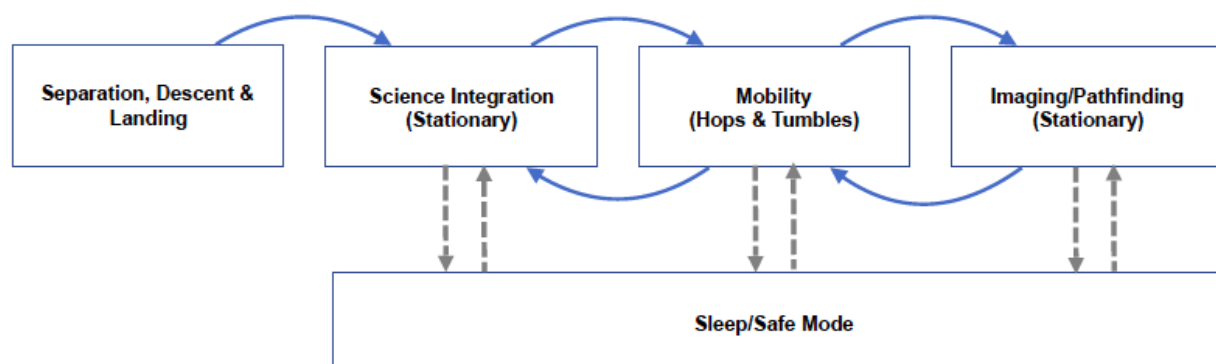 Separation, Descent &
Landing
Science Integration
(Stationary)
Mobility
(Hops & Tumbles)
Imaging/Pathfinding
(Stationary)
Sleep/Safe Mode